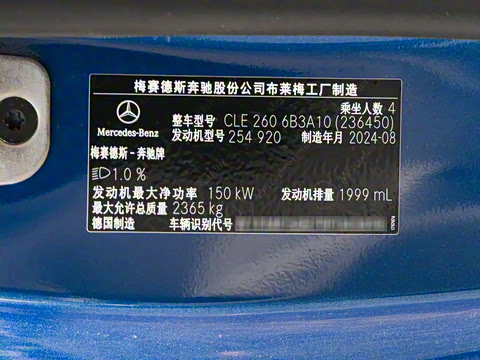 梅赛德斯奔驰股份公司布莱梅工厂制造
乘坐人数 4
整车型号 CLE 260 6B3A10 (236450)
Mercedes-Benz 发动机型号 254 920 制造年月 2024-08
梅赛德斯-奔驰牌
1.0 %
发动机最大净功率 150 kW 发动机排量 1999 mL
最大允许总质量 2365 kg
德国制造 车辆识别代号